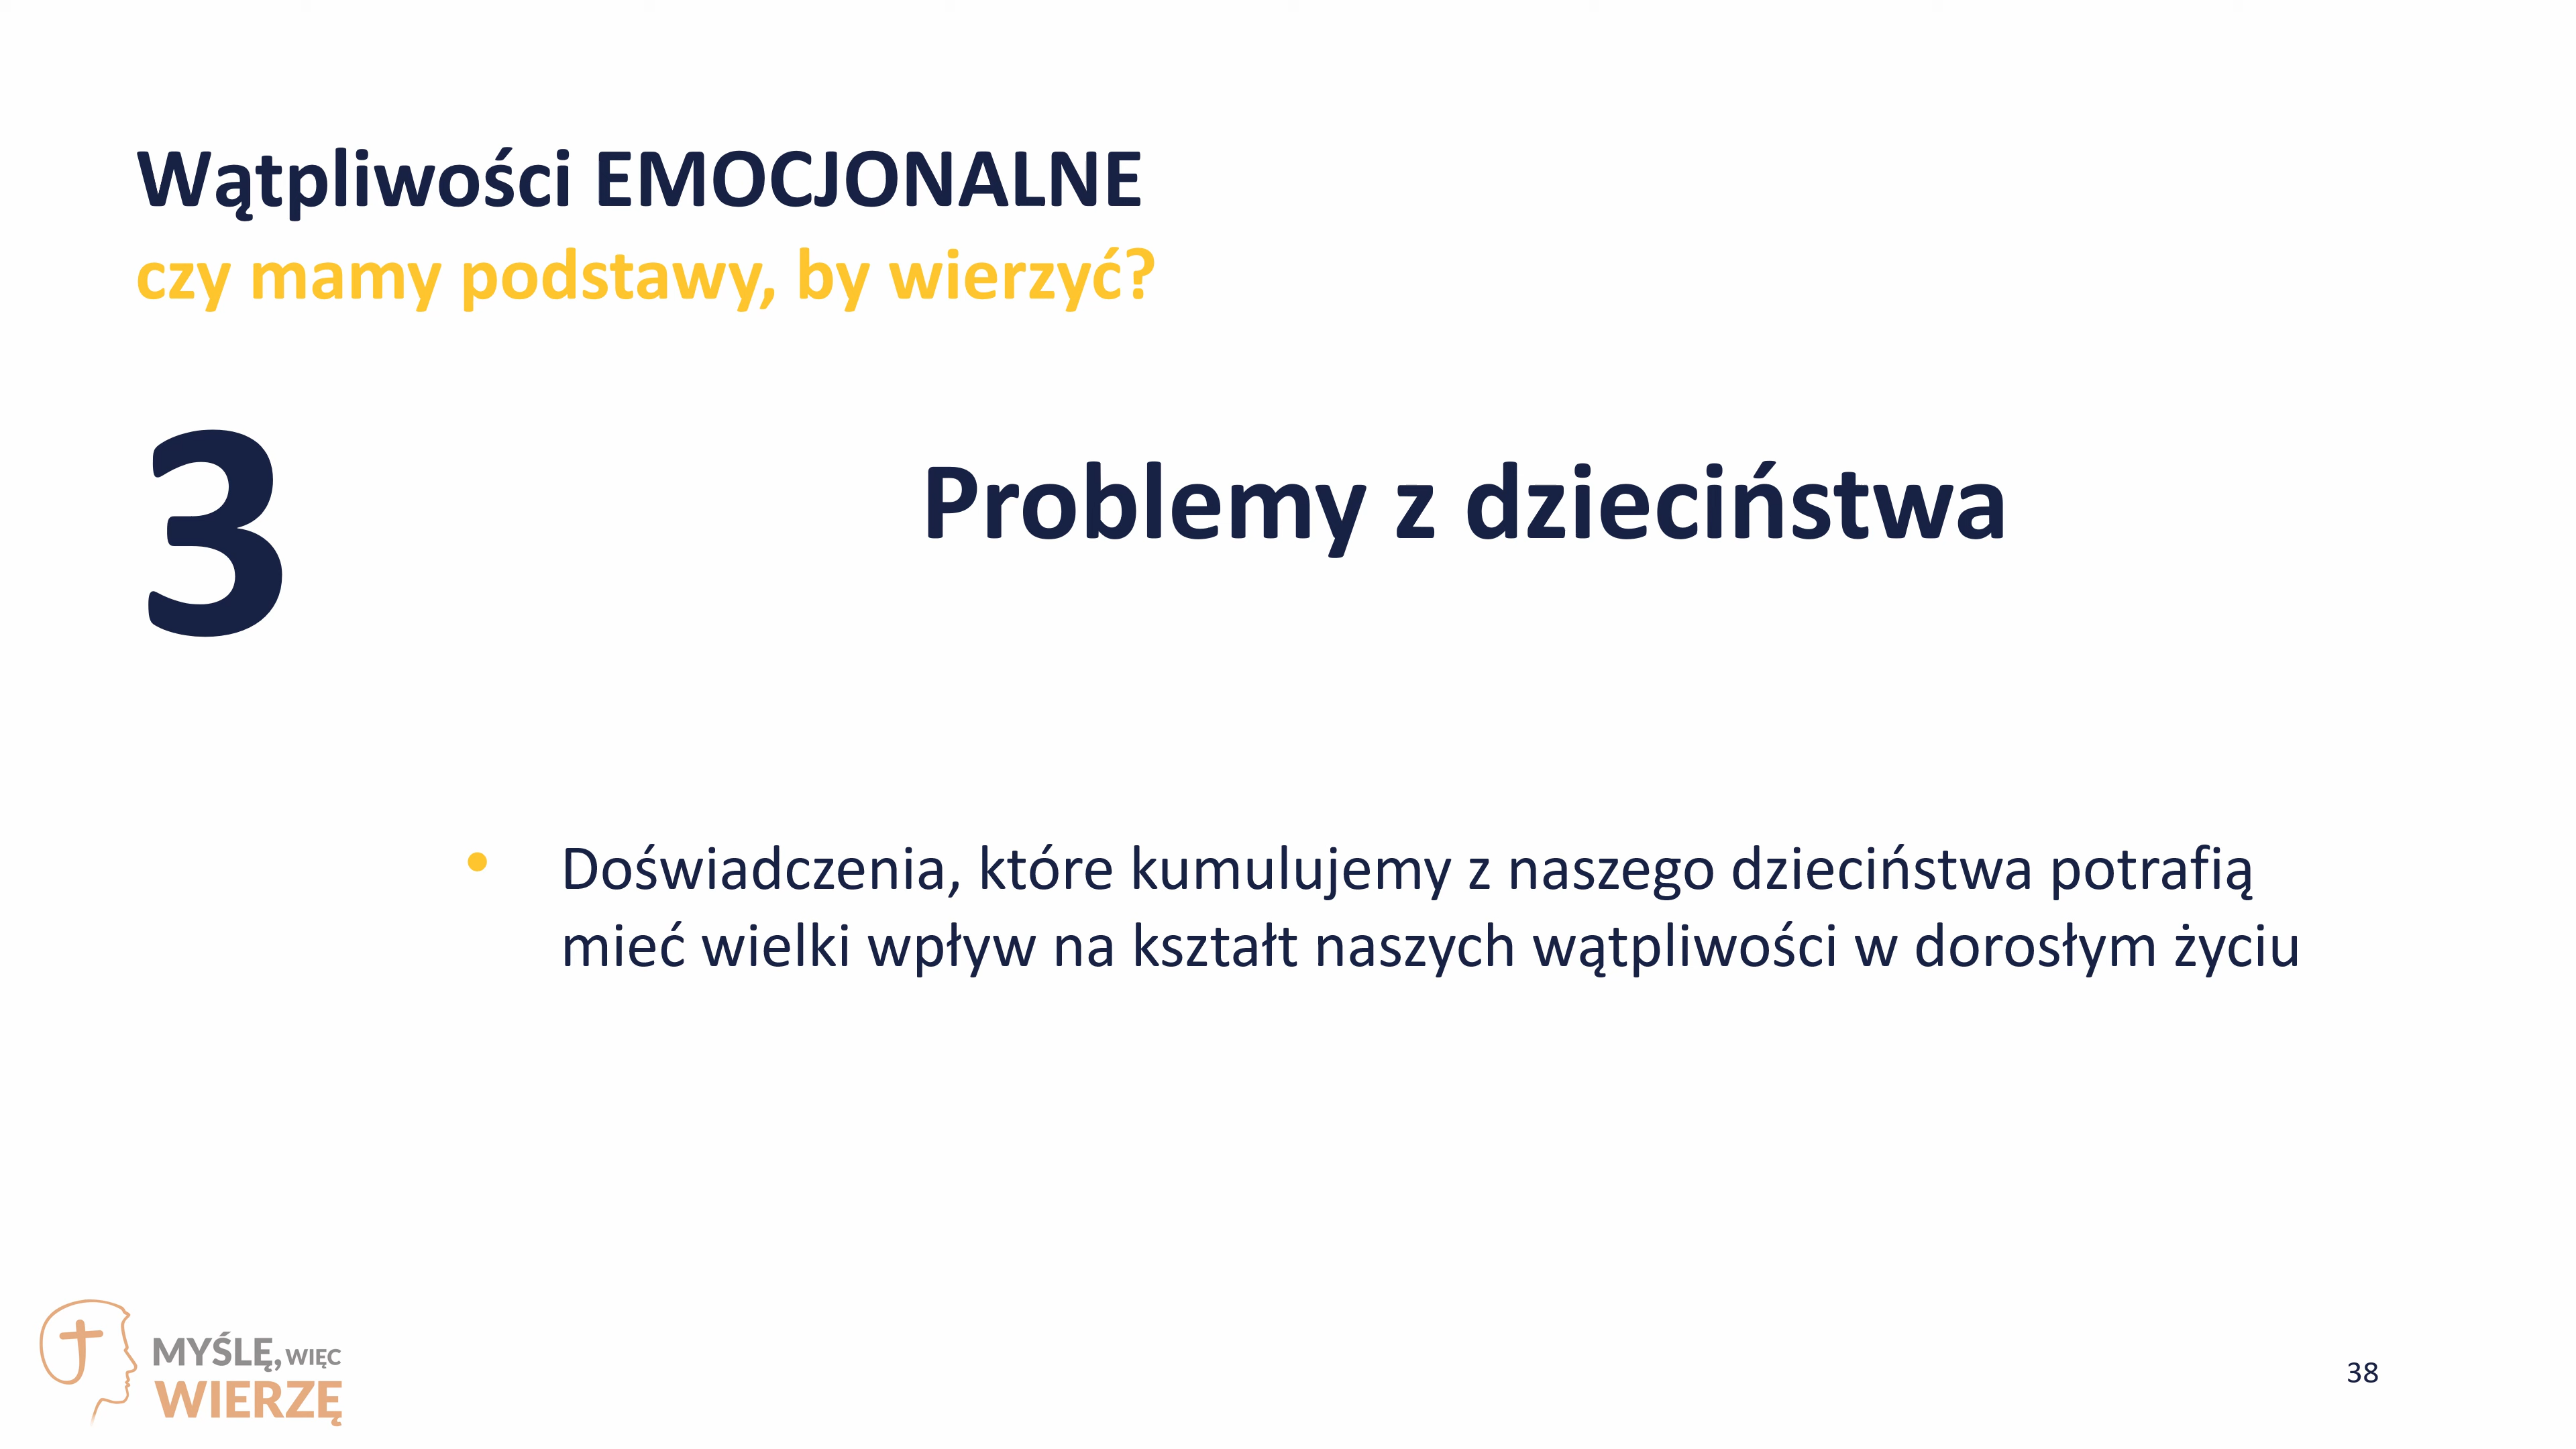 Wątpliwości EMOCJONALNE
czy mamy podstawy, by wierzyć?
3
Problemy z dzieciństwa
• Doświadczenia, które kumulujemy z naszego dzieciństwa potrafią
mieć wielki wpływ na kształt naszych wątpliwości w dorosłym życiu
MYŚLĘ, WIĘC
WIERZĘ
38